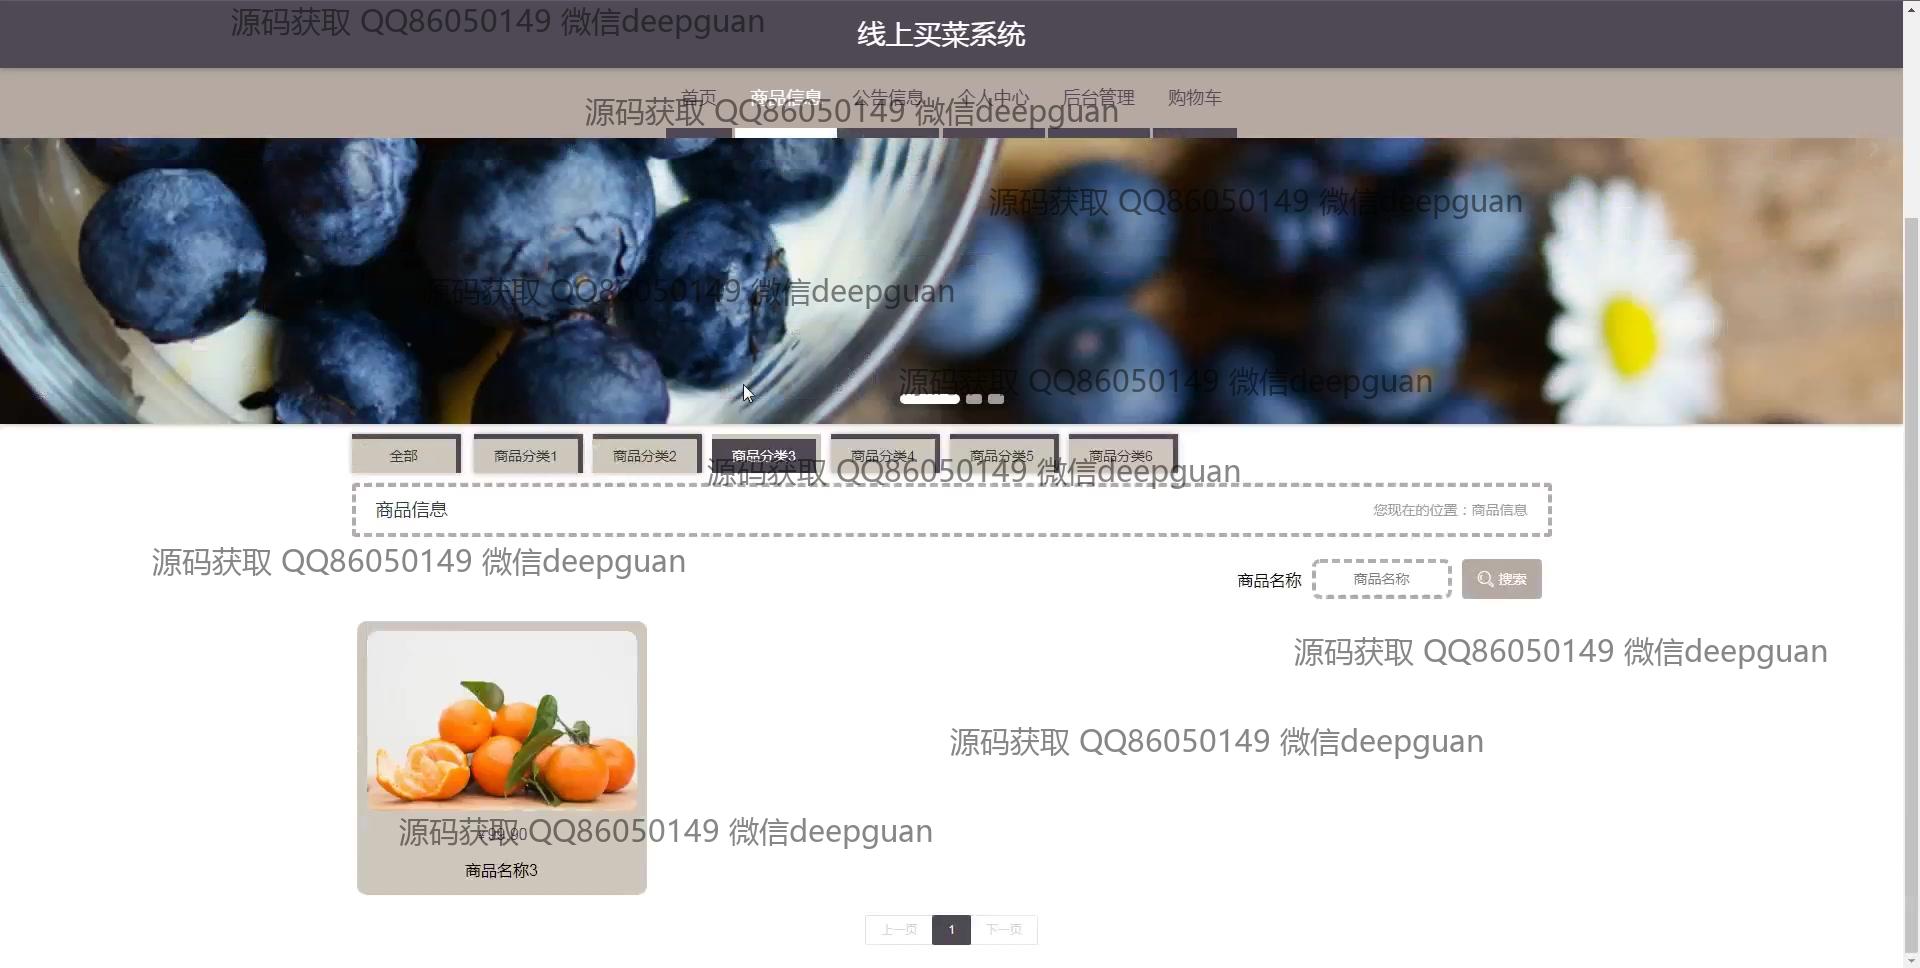 源码获取 QQ86050149 微信deepguan
线上买菜系统
首页 商品信息 公告信息 个人中心 后台管理 购物车
源码获取 QQ86050149 微信deepguan
源码获取 QQ86050149 微信deepguan
源码获取 QQ86050149 微信deepguan
源码获取 QQ86050149 微信deepguan
全部 商品分类1 商品分类2 商品分类3 商品分类4 商品分类5 商品分类6
源码获取 QQ86050149 微信deepguan
商品信息 您现在的位置：商品信息
源码获取 QQ86050149 微信deepguan
商品名称 商品名称 搜索
源码获取 QQ86050149 微信deepguan
源码获取 QQ86050149 微信deepguan
源码获取 QQ86050149 微信deepguan
￥99.90
商品名称3
上一页 1 下一页